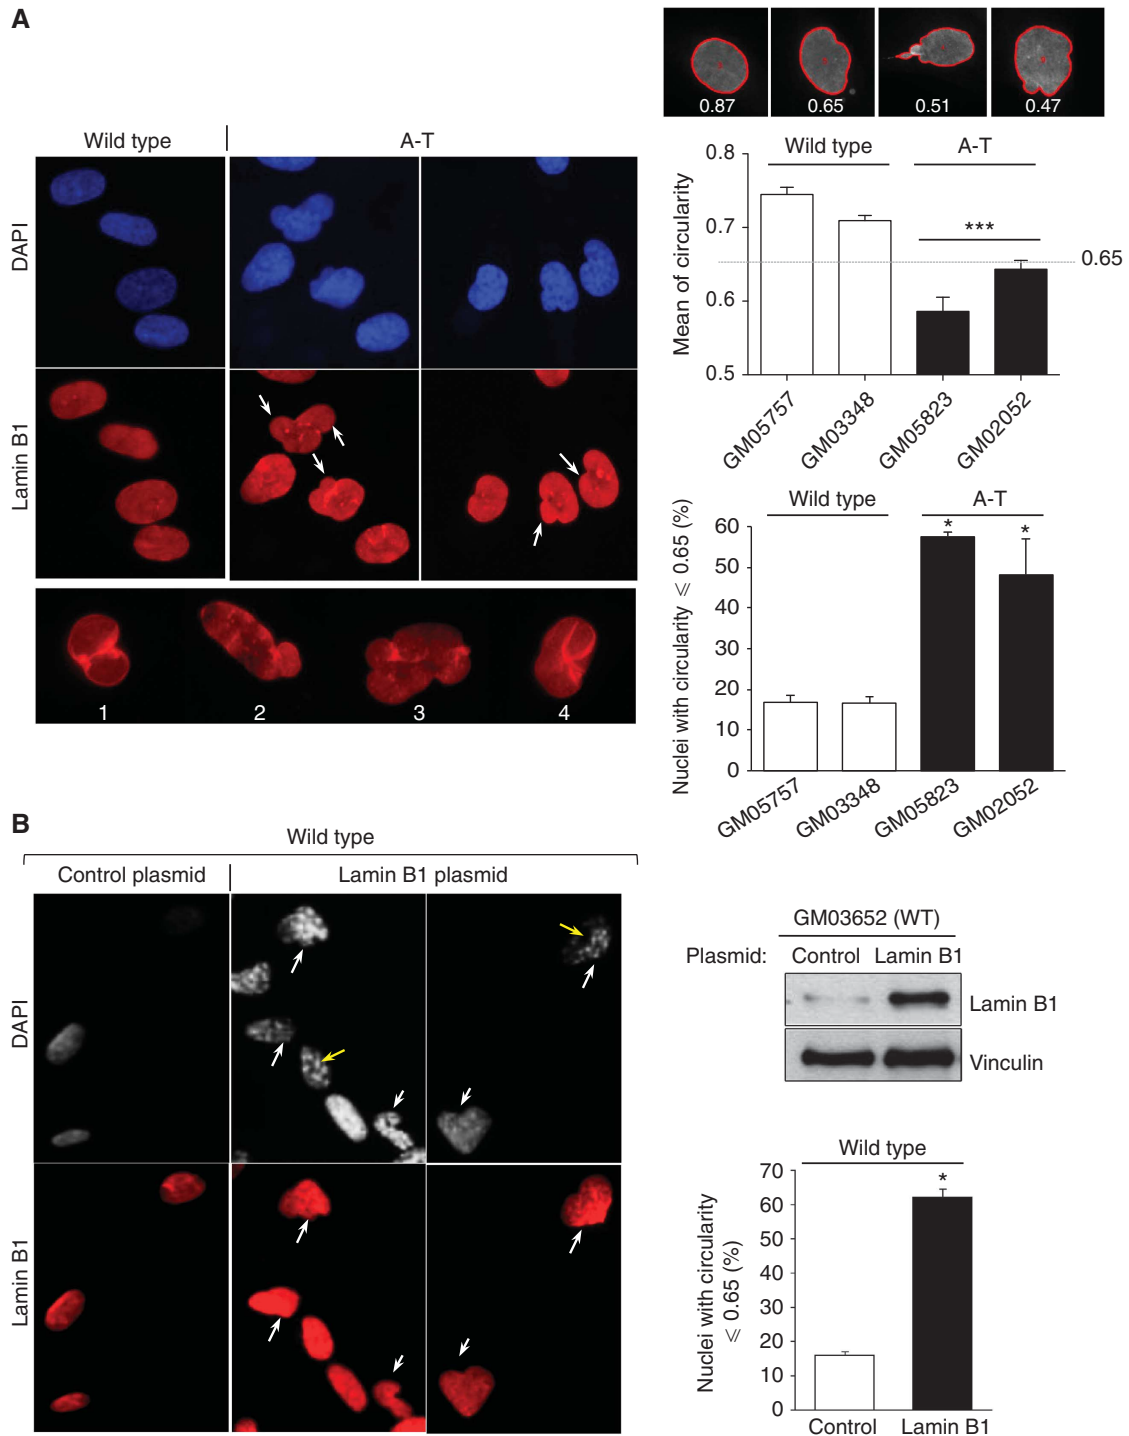 A
0.87 0.65 0.51 0.47
Wild type A-T
DAPI
Lamin B1
1 2 3 4
Wild type A-T
***
0.65
Mean of circularity
0.8
0.7
0.6
0.5
GM05757 GM03348 GM05823 GM02052
Wild type A-T
* *
Nuclei with circularity ⩽ 0.65 (%)
60
50
40
30
20
10
0
GM05757 GM03348 GM05823 GM02052
B
Wild type
Control plasmid Lamin B1 plasmid
DAPI
Lamin B1
GM03652 (WT)
Plasmid: Control Lamin B1
Lamin B1
Vinculin
Wild type
*
Nuclei with circularity
⩽ 0.65 (%)
70
60
50
40
30
20
10
0
Control Lamin B1